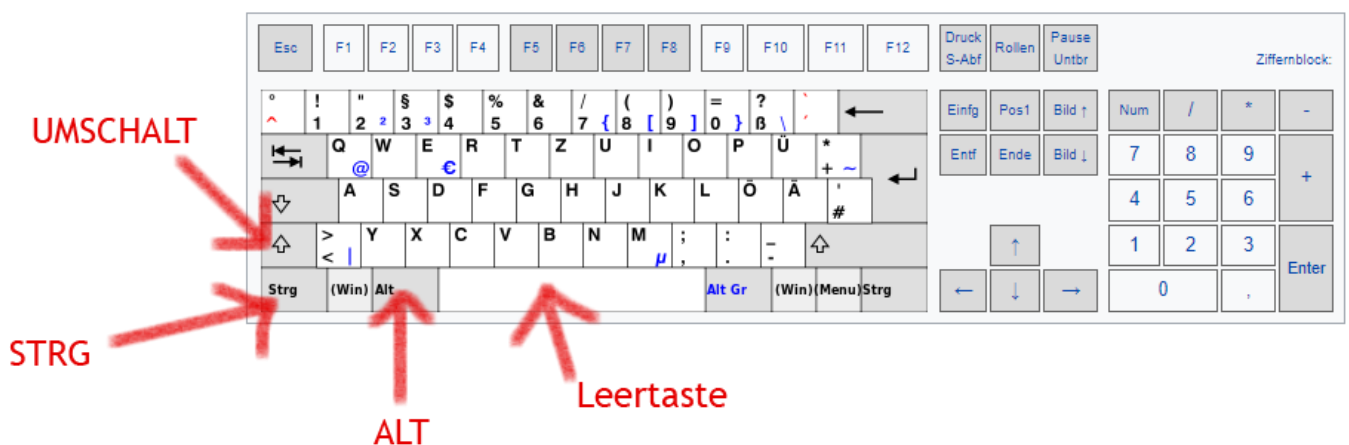 Esc F1 F2 F3 F4 F5 F6 F7 F8 F9 F10 F11 F12 Druck S-Abf Rollen Pause Untbr Ziffernblock:
° ^ ! 1 " 2 ² § 3 ³ $ 4 % 5 & 6 / 7 { ( 8 [ ) 9 ] = 0 } ? ß \ ` ´ ← Einfg Pos1 Bild ↑ Num / * -
UMSCHALT
Q @ W E € R T Z U I O P Ü * + ~ Entf Ende Bild ↓ 7 8 9 +
A S D F G H J K L Ö Ä ' # 4 5 6
> < | Y X C V B N M µ ; , : . _ - ↑ 1 2 3 Enter
Strg (Win) Alt Alt Gr (Win) (Menu) Strg ← ↓ → 0 ,
STRG
Leertaste
ALT